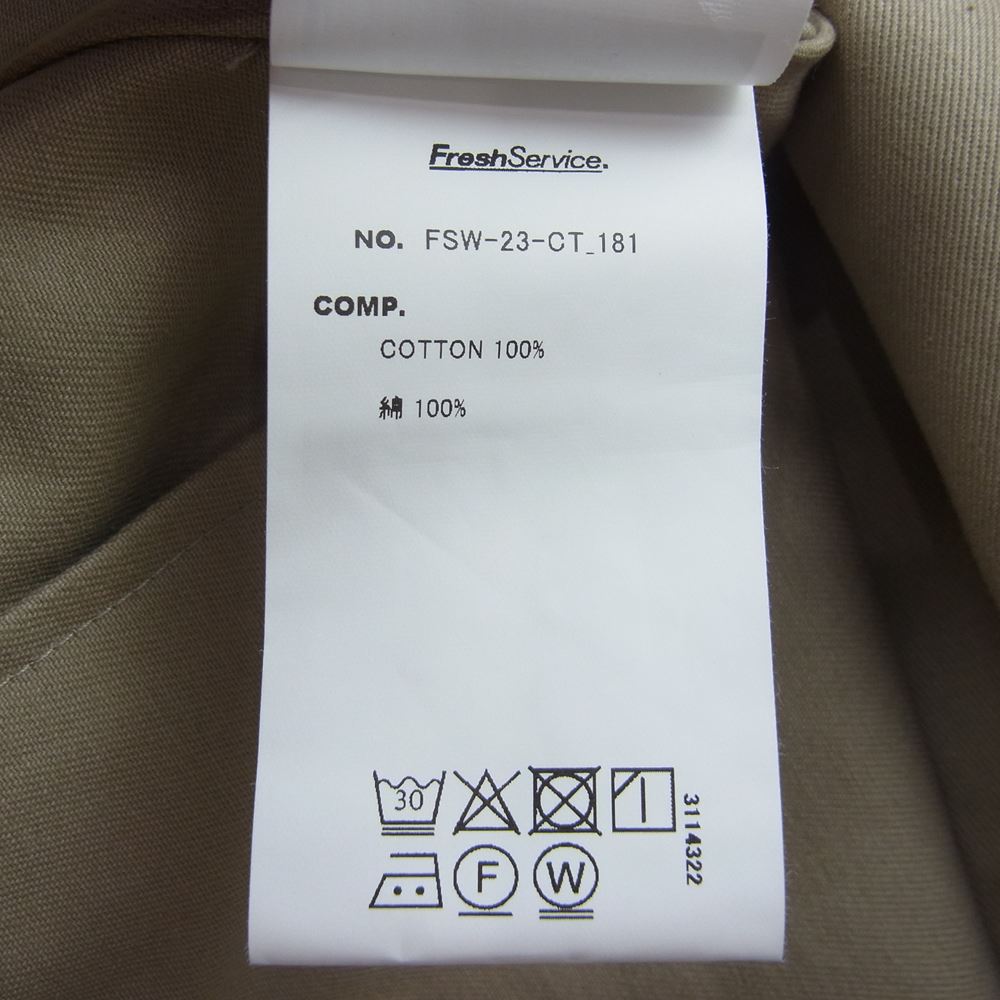 FreshService.
NO. FSW-23-CT_181
COMP.
COTTON 100%
綿 100%
30
F W
3114322